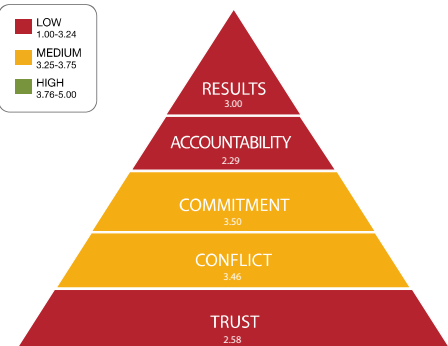 LOW
1.00-3.24
MEDIUM
3.25-3.75
HIGH
3.76-5.00
RESULTS
3.00
ACCOUNTABILITY
2.29
COMMITMENT
3.50
CONFLICT
3.46
TRUST
2.58